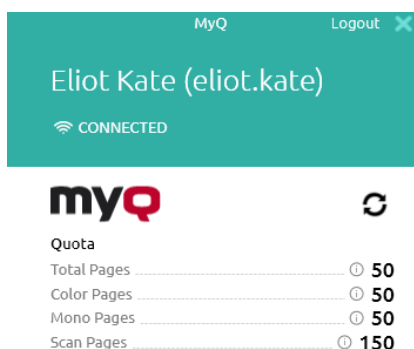 MyQ Logout
Eliot Kate (eliot.kate)
CONNECTED
myQ
Quota
Total Pages 50
Color Pages 50
Mono Pages 50
Scan Pages 150